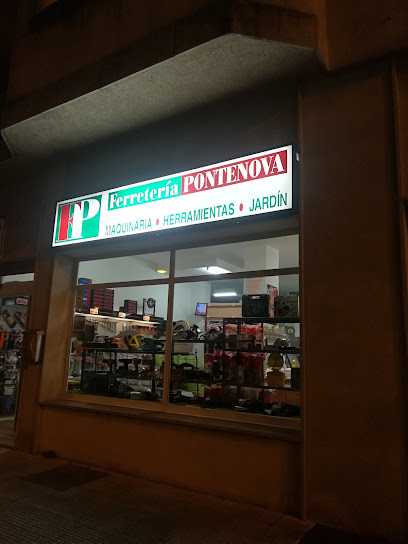 FP Ferretería PONTENOVA
MAQUINARIA • HERRAMIENTAS • JARDÍN